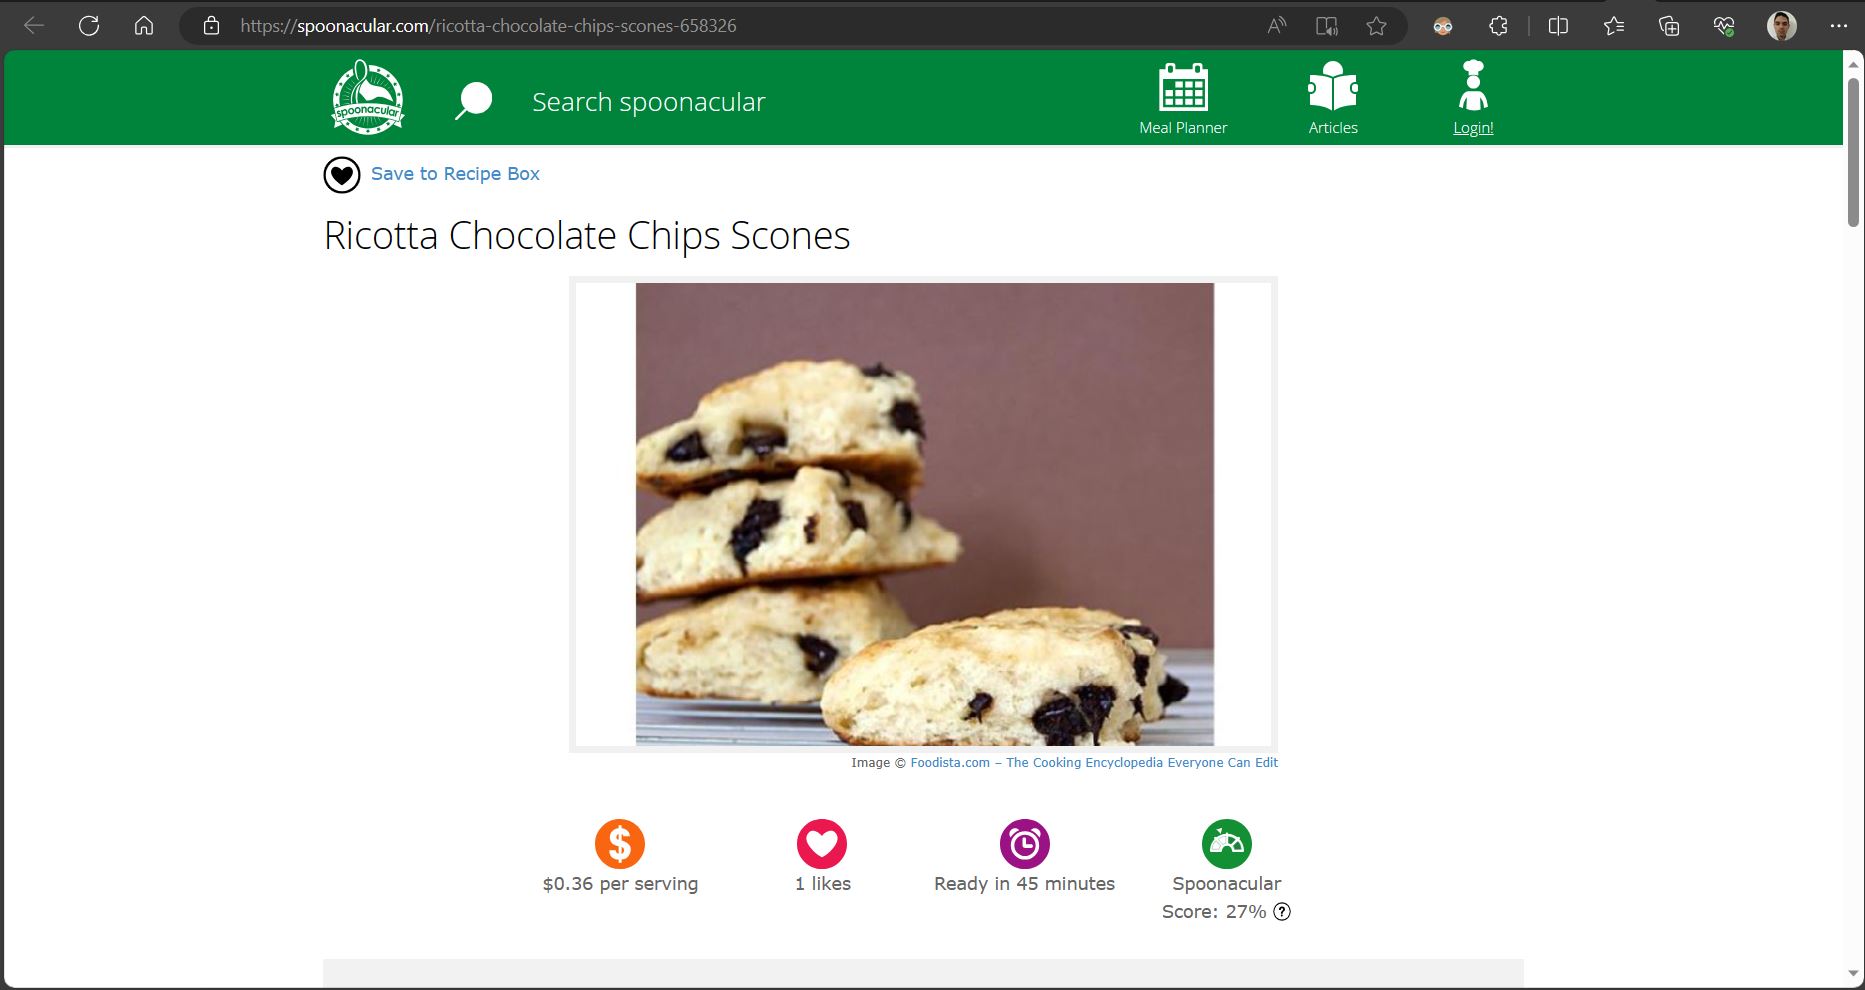 https://spoonacular.com/ricotta-chocolate-chips-scones-658326
spoonacular
Search spoonacular
Meal Planner
Articles
Login!
Save to Recipe Box
Ricotta Chocolate Chips Scones
Image © Foodista.com – The Cooking Encyclopedia Everyone Can Edit
$0.36 per serving
1 likes
Ready in 45 minutes
Spoonacular
Score: 27% ?